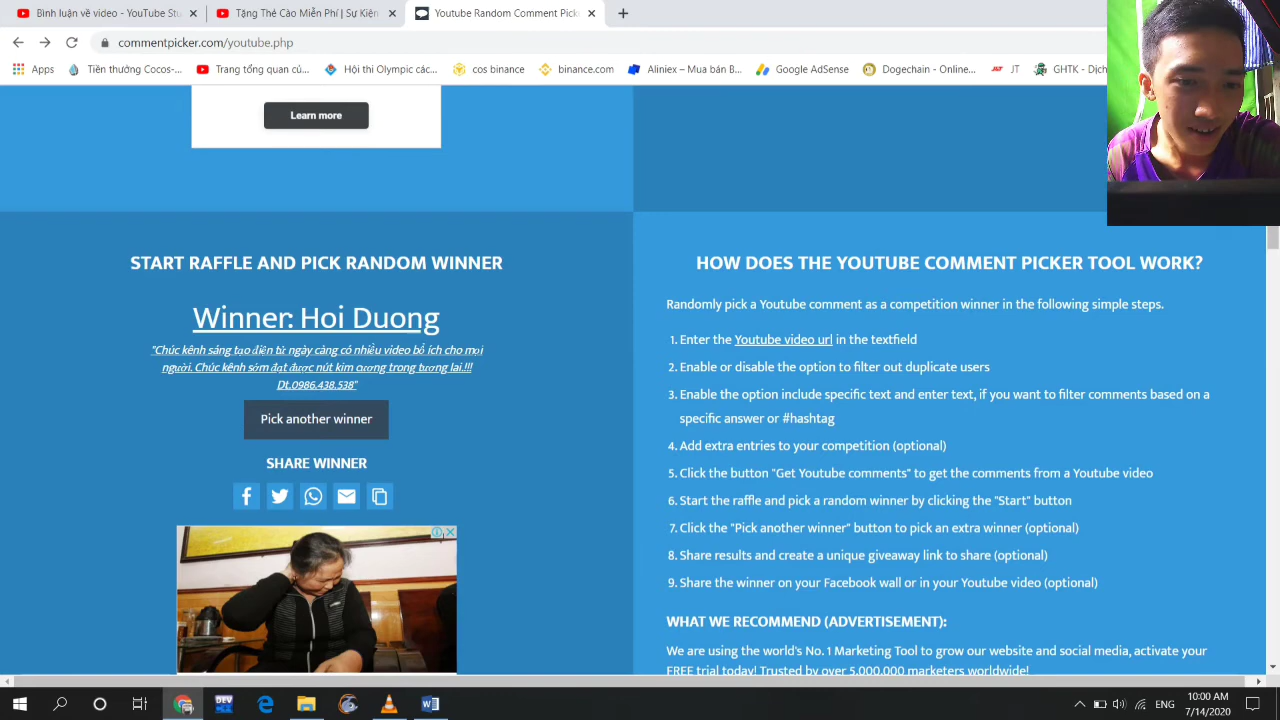 Bình luận về video - YouTube Stu
Tặng Thẻ Cào Miễn Phí | Sự Kiện
Youtube Random Comment Pick
commentpicker.com/youtube.php
Apps
Tiền thưởng Cocos-...
Trang tổng quan củ...
Hội thi Olympic các...
cos binance
binance.com
Aliniex – Mua bán B...
Google AdSense
Dogechain - Online...
J&T
JT
GHTK - Dịch
Learn more
START RAFFLE AND PICK RANDOM WINNER
Winner: Hoi Duong
"Chúc kênh sáng tạo điện tử ngày càng có nhiều video bổ ích cho mọi
người. Chúc kênh sớm đạt được nút kim cương trong tương lai.!!!
Dt.0986.438.538"
Pick another winner
SHARE WINNER
HOW DOES THE YOUTUBE COMMENT PICKER TOOL WORK?
Randomly pick a Youtube comment as a competition winner in the following simple steps.
1. Enter the Youtube video url in the textfield
2. Enable or disable the option to filter out duplicate users
3. Enable the option include specific text and enter text, if you want to filter comments based on a
specific answer or #hashtag
4. Add extra entries to your competition (optional)
5. Click the button "Get Youtube comments" to get the comments from a Youtube video
6. Start the raffle and pick a random winner by clicking the "Start" button
7. Click the "Pick another winner" button to pick an extra winner (optional)
8. Share results and create a unique giveaway link to share (optional)
9. Share the winner on your Facebook wall or in your Youtube video (optional)
WHAT WE RECOMMEND (ADVERTISEMENT):
We are using the world's No. 1 Marketing Tool to grow our website and social media, activate your
FREE trial today! Trusted by over 5,000,000 marketers worldwide!
DEV
ENG
10:00 AM
7/14/2020